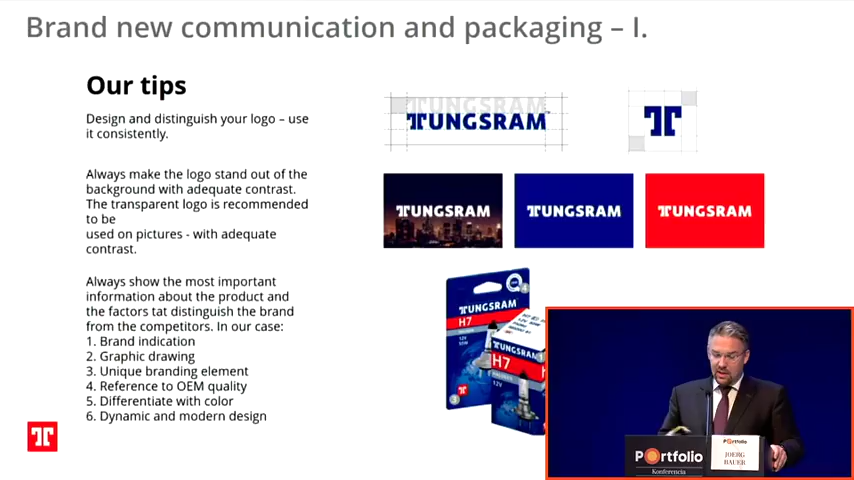 Brand new communication and packaging – I.
Our tips
Design and distinguish your logo – use
it consistently.
Always make the logo stand out of the
background with adequate contrast.
The transparent logo is recommended
to be
used on pictures - with adequate
contrast.
Always show the most important
information about the product and
the factors tat distinguish the brand
from the competitors. In our case:
1. Brand indication
2. Graphic drawing
3. Unique branding element
4. Reference to OEM quality
5. Differentiate with color
6. Dynamic and modern design
TUNGSRAM
TUNGSRAM
TUNGSRAM
TUNGSRAM
TUNGSRAM
TUNGSRAM
H7
12V
TUNGSRAM
H7
12V
Portfolio
Konferencia
Portfolio
JOERG
BAUER